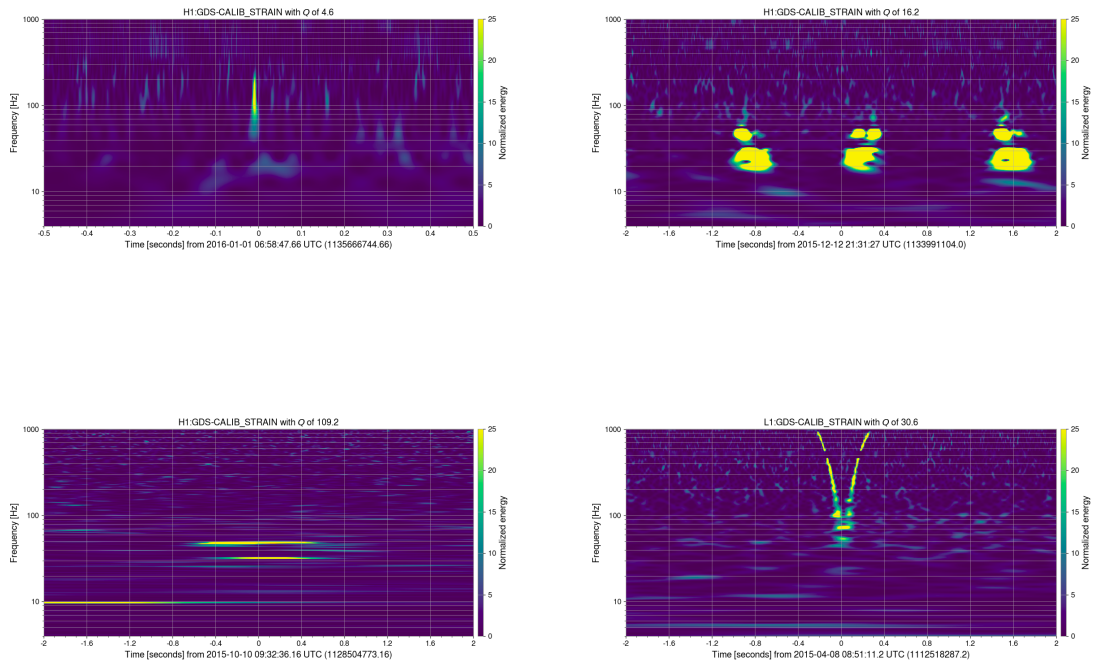 H1:GDS-CALIB_STRAIN with Q of 4.6
1000
100
10
Frequency [Hz]
-0.5 -0.4 -0.3 -0.2 -0.1 0 0.1 0.2 0.3 0.4 0.5
Time [seconds] from 2016-01-01 06:58:47.66 UTC (1135666744.66)
25
20
15
10
5
0
Normalized energy
H1:GDS-CALIB_STRAIN with Q of 16.2
1000
100
10
Frequency [Hz]
-2 -1.6 -1.2 -0.8 -0.4 0 0.4 0.8 1.2 1.6 2
Time [seconds] from 2015-12-12 21:31:27 UTC (1133991104.0)
25
20
15
10
5
0
Normalized energy
H1:GDS-CALIB_STRAIN with Q of 109.2
1000
100
10
Frequency [Hz]
-2 -1.6 -1.2 -0.8 -0.4 0 0.4 0.8 1.2 1.6 2
Time [seconds] from 2015-10-10 09:32:36.16 UTC (1128504773.16)
25
20
15
10
5
0
Normalized energy
L1:GDS-CALIB_STRAIN with Q of 30.6
1000
100
10
Frequency [Hz]
-2 -1.6 -1.2 -0.8 -0.4 0 0.4 0.8 1.2 1.6 2
Time [seconds] from 2015-04-08 08:51:11.2 UTC (1112518287.2)
25
20
15
10
5
0
Normalized energy